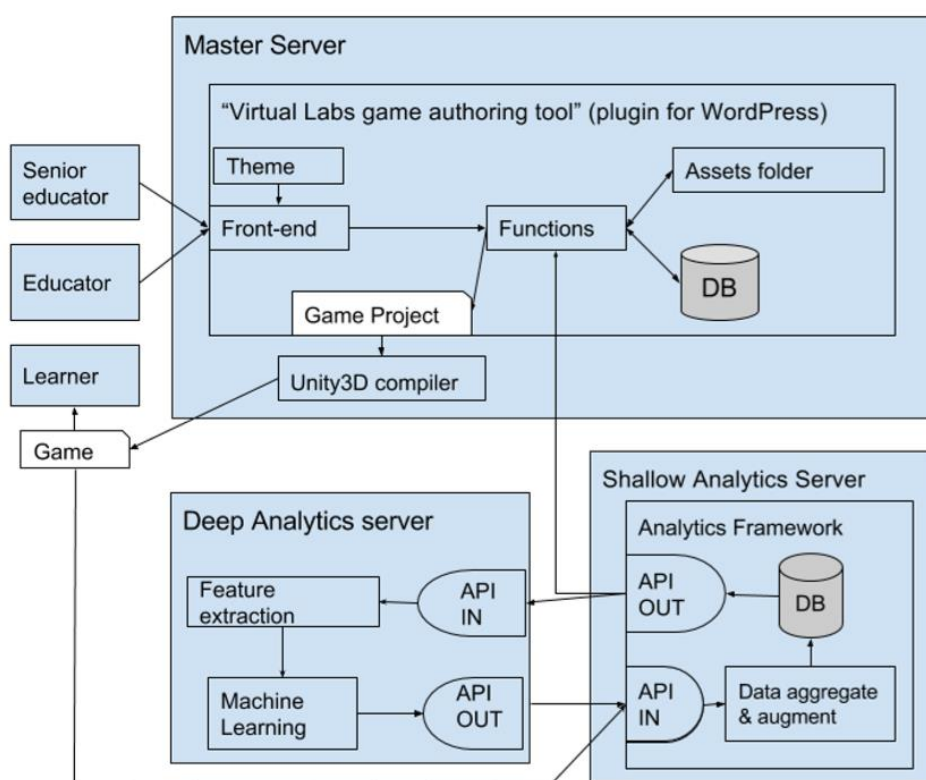 Master Server
“Virtual Labs game authoring tool” (plugin for WordPress)
Senior
educator
Theme
Assets folder
Front-end
Functions
Educator
DB
Game Project
Learner
Unity3D compiler
Game
Shallow Analytics Server
Deep Analytics server
Analytics Framework
Feature
extraction
API
IN
API
OUT
DB
Machine
Learning
API
OUT
API
IN
Data aggregate
& augment